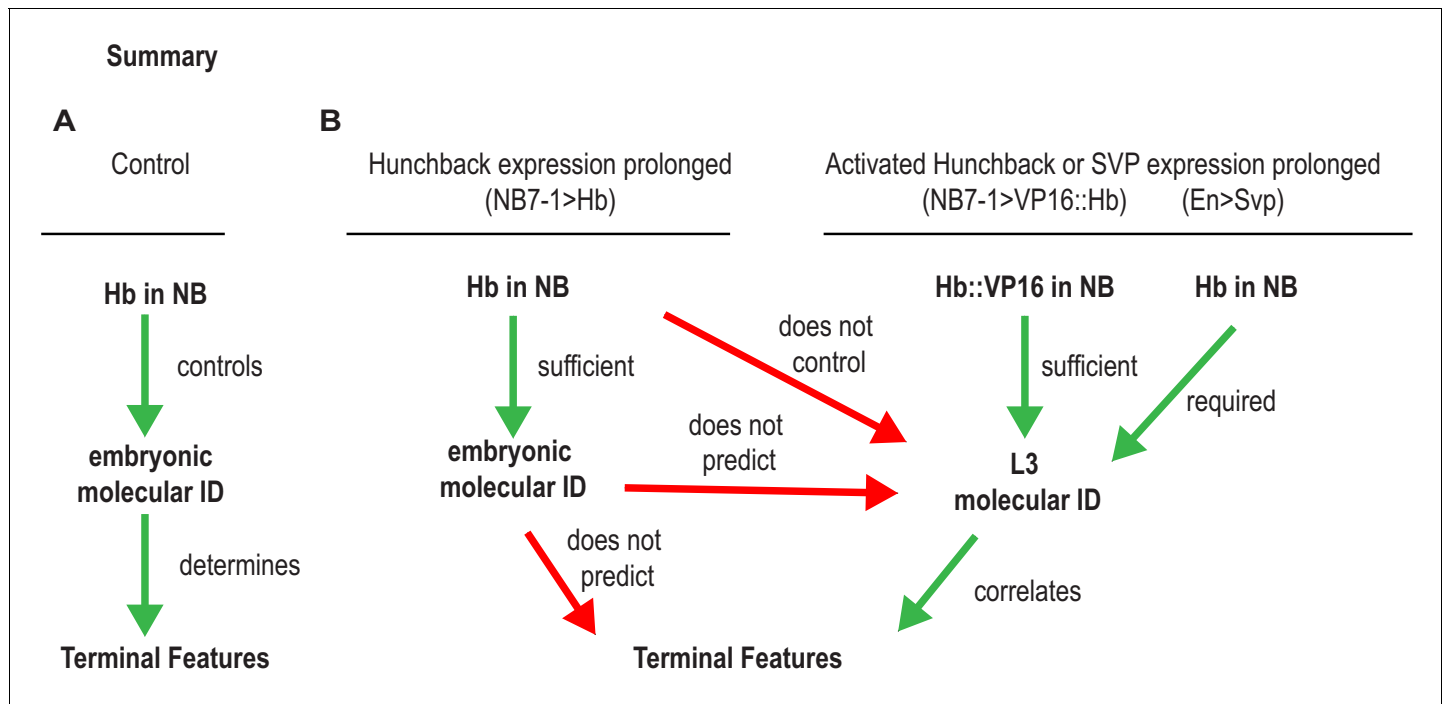 Summary
A
Control
Hb in NB
controls
embryonic
molecular ID
determines
Terminal Features
B
Hunchback expression prolonged
(NB7-1>Hb)
Hb in NB
sufficient
embryonic
molecular ID
does not
control
does not
predict
does not
predict
Activated Hunchback or SVP expression prolonged
(NB7-1>VP16::Hb) (En>Svp)
Hb::VP16 in NB
Hb in NB
sufficient
required
L3
molecular ID
correlates
Terminal Features